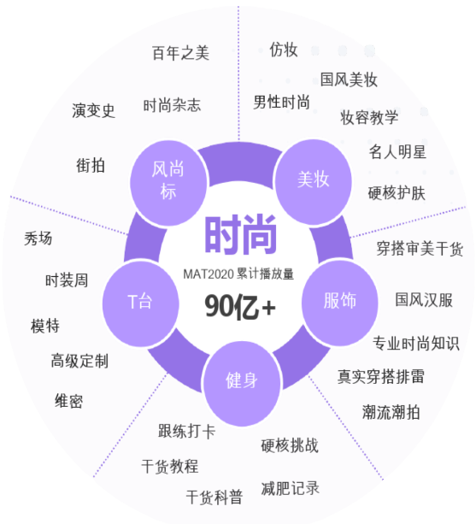 百年之美
时尚杂志
演变史
街拍
风尚
标
仿妆
国风美妆
男性时尚
妆容教学
名人明星
硬核护肤
美妆
时尚
MAT2020 累计播放量
90亿+
秀场
时装周
模特
高级定制
维密
T台
穿搭审美干货
国风汉服
专业时尚知识
真实穿搭排雷
潮流潮拍
服饰
健身
跟练打卡
硬核挑战
干货教程
减肥记录
干货科普